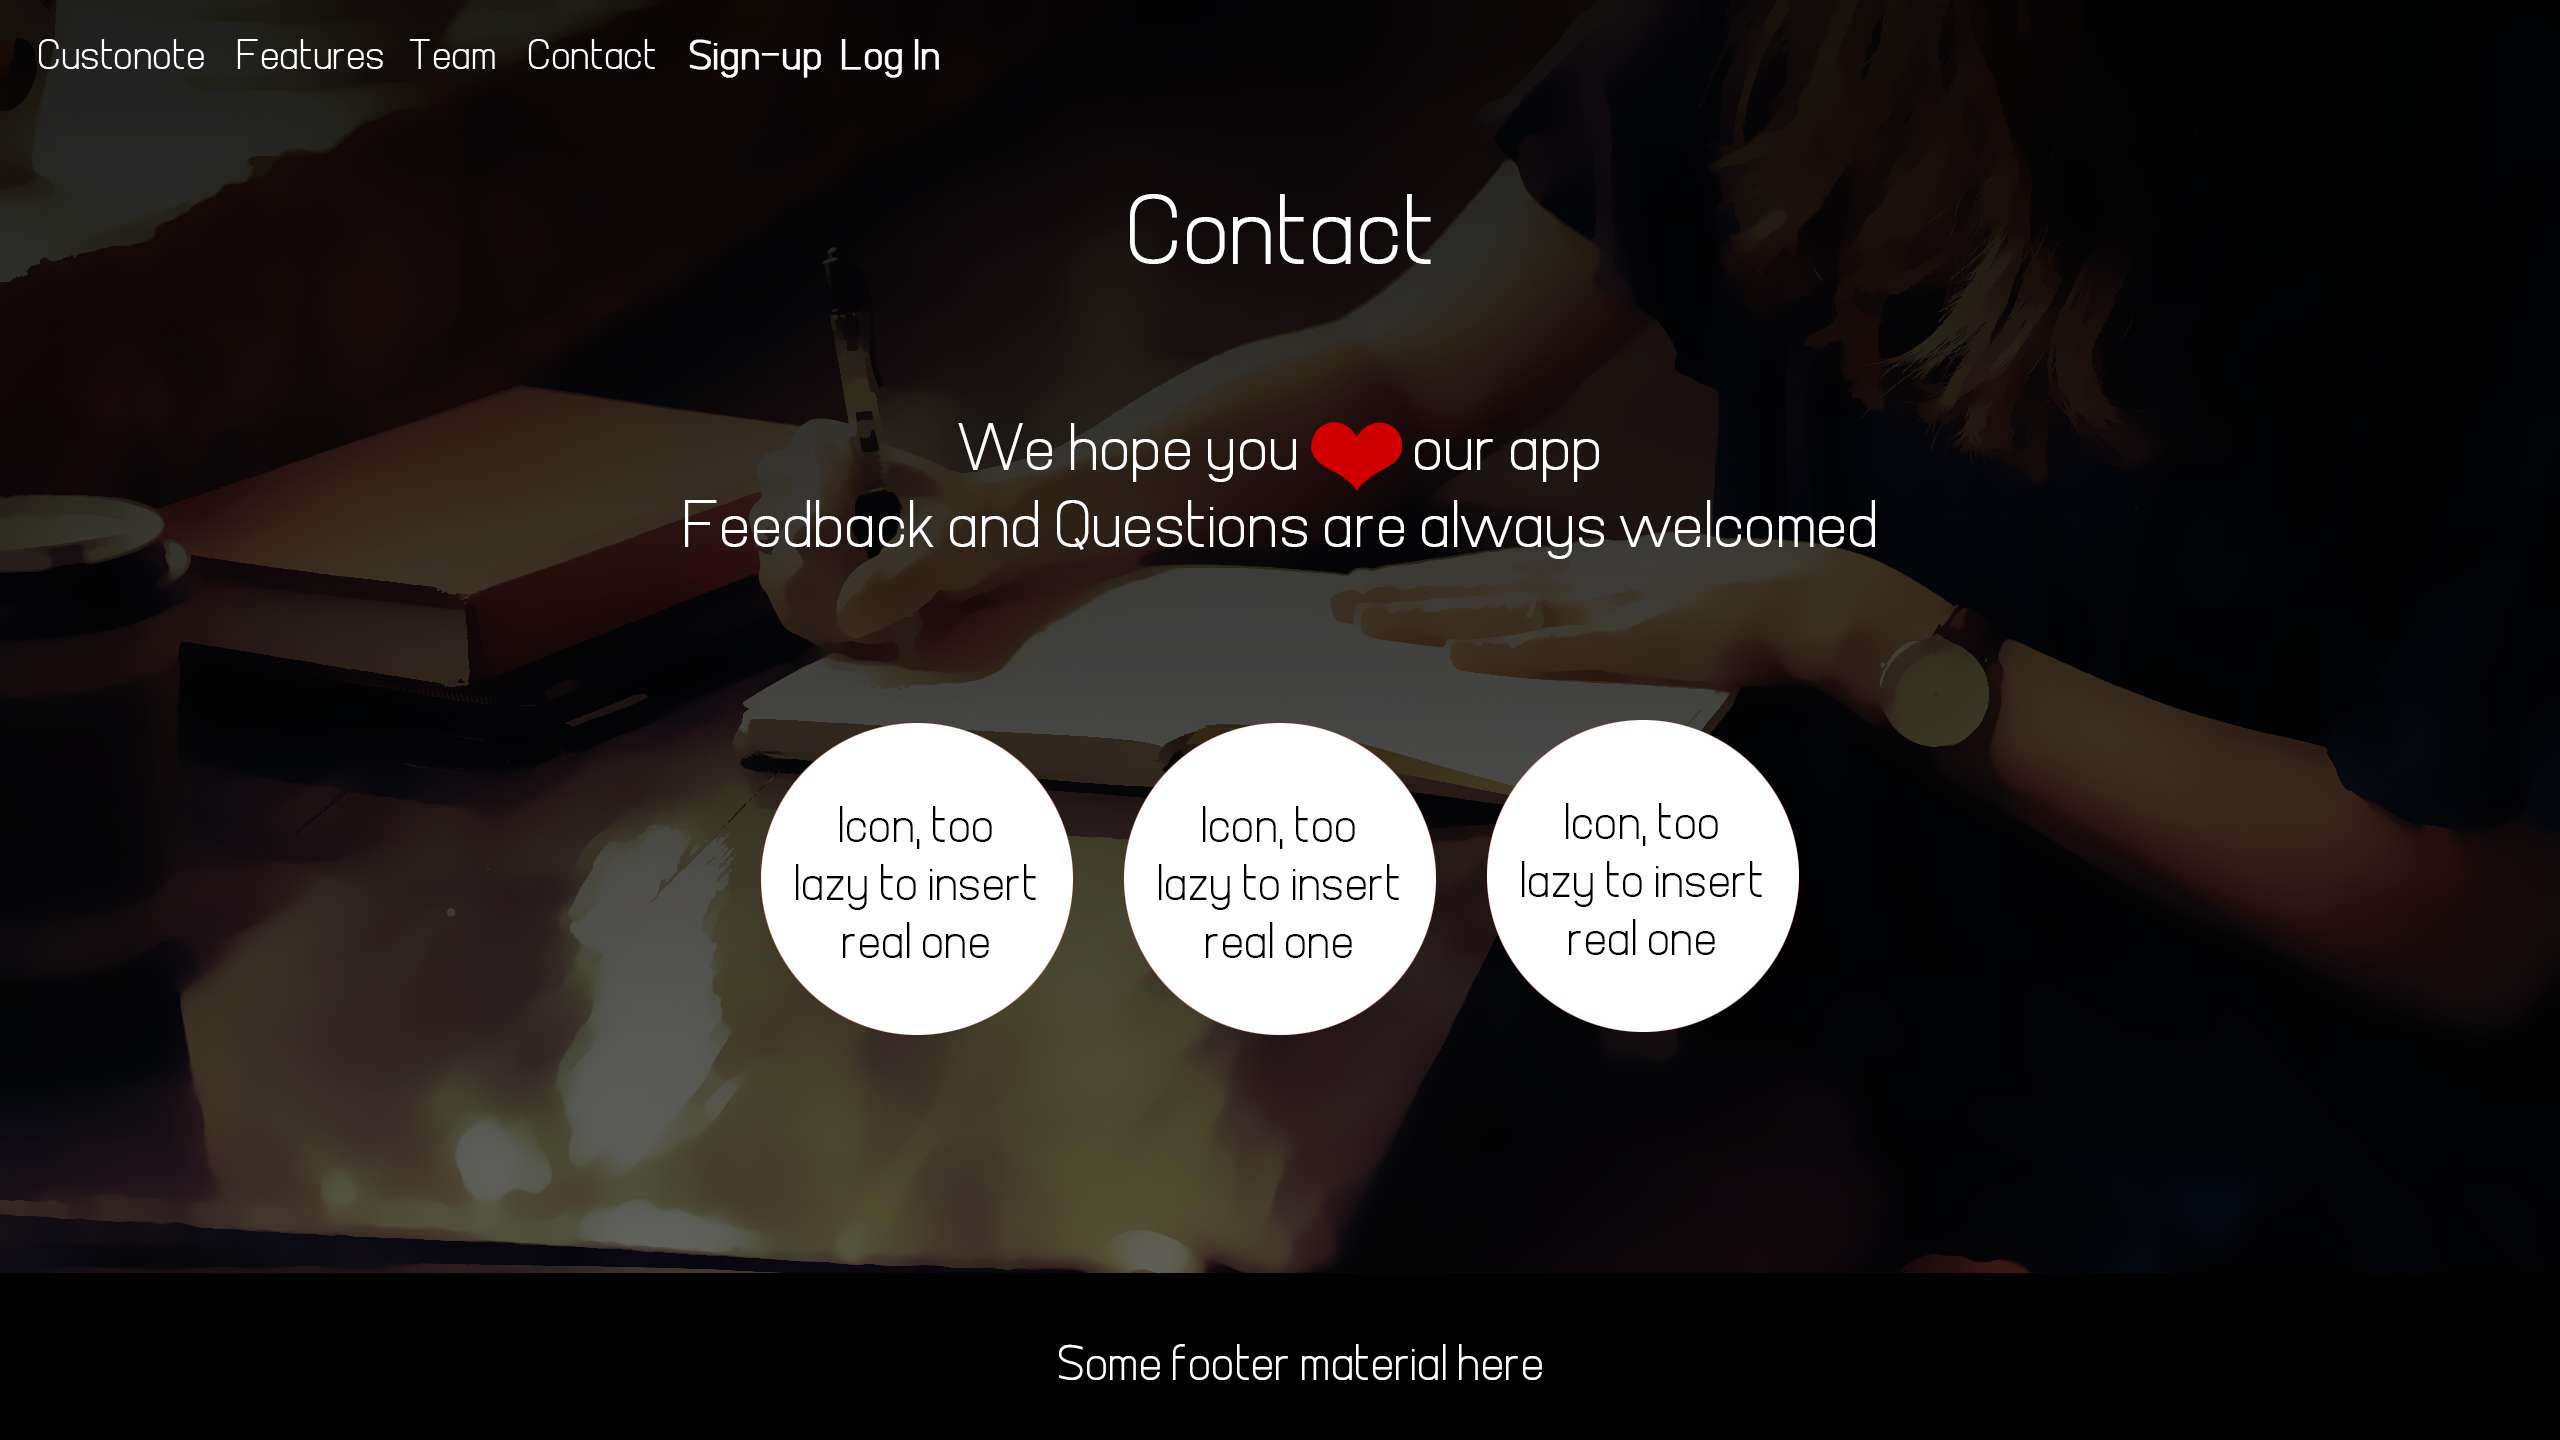 Custonote Features Team Contact Sign-up Log In
Contact
We hope you ❤ our app
Feedback and Questions are always welcomed
Icon, too
lazy to insert
real one
Icon, too
lazy to insert
real one
Icon, too
lazy to insert
real one
Some footer material here